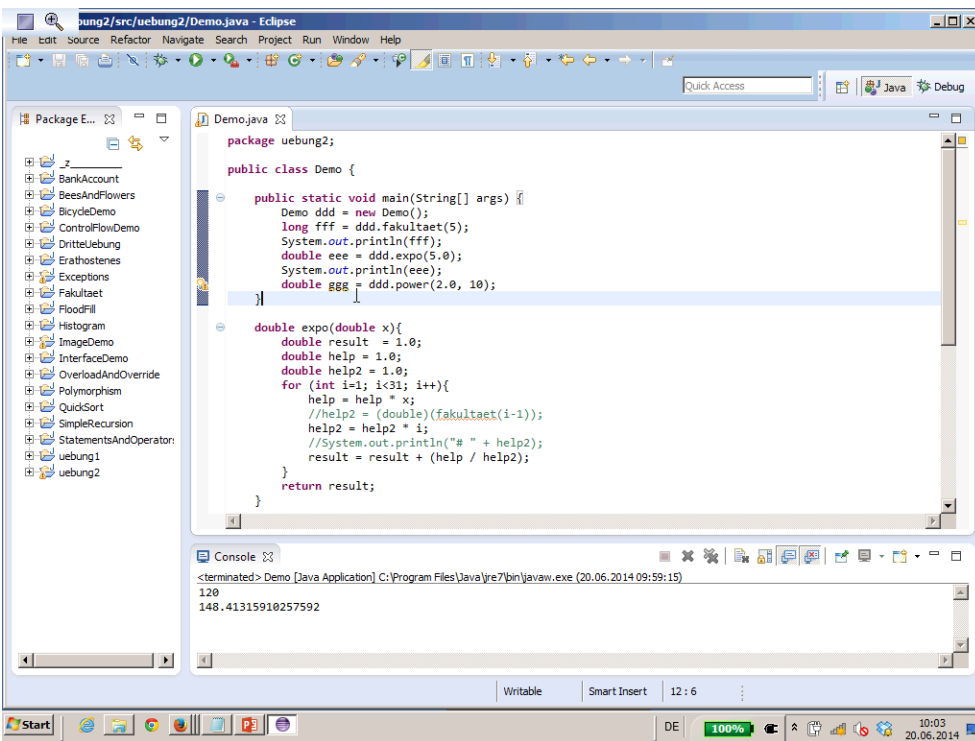 bung2/src/uebung2/Demo.java - Eclipse
File Edit Source Refactor Navigate Search Project Run Window Help
Quick Access
Java
Debug
Package E...
_z_________
BankAccount
BeesAndFlowers
BicycleDemo
ControlFlowDemo
DritteUebung
Erathostenes
Exceptions
Fakultaet
FloodFill
Histogram
ImageDemo
InterfaceDemo
OverloadAndOverride
Polymorphism
QuickSort
SimpleRecursion
StatementsAndOperator
uebung1
uebung2
Demo.java
package uebung2;
public class Demo {
public static void main(String[] args) {
Demo ddd = new Demo();
long fff = ddd.fakultaet(5);
System.out.println(fff);
double eee = ddd.expo(5.0);
System.out.println(eee);
double ggg = ddd.power(2.0, 10);
}
double expo(double x){
double result  = 1.0;
double help = 1.0;
double help2 = 1.0;
for (int i=1; i<31; i++){
help = help * x;
//help2 = (double)(fakultaet(i-1));
help2 = help2 * i;
//System.out.println("# " + help2);
result = result + (help / help2);
}
return result;
}
Console
<terminated> Demo [Java Application] C:\Program Files\Java\jre7\bin\javaw.exe (20.06.2014 09:59:15)
120
148.41315910257592
Writable
Smart Insert
12 : 6
Start
DE
100%
10:03
20.06.2014